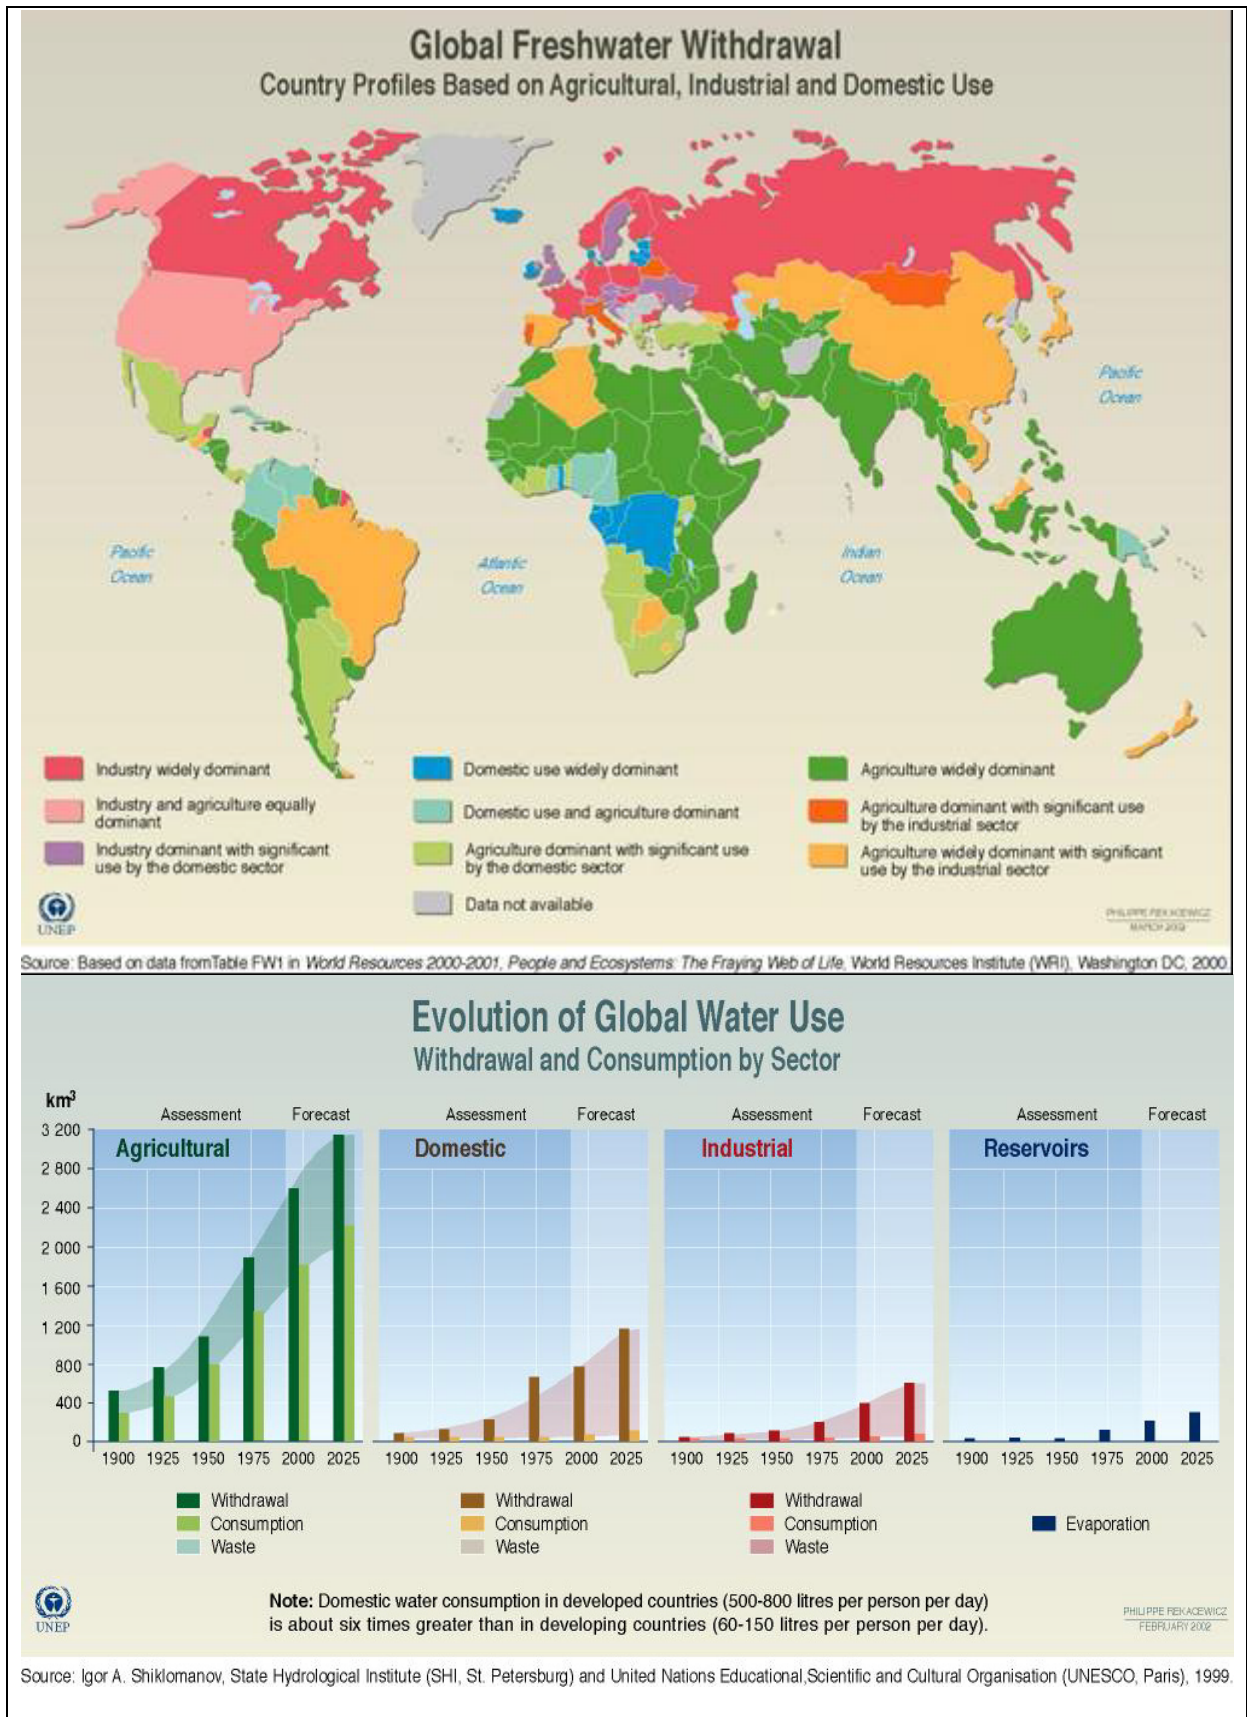 Global Freshwater Withdrawal
Country Profiles Based on Agricultural, Industrial and Domestic Use
Pacific
Ocean
Pacific
Ocean
Atlantic
Ocean
Indian
Ocean
Industry widely dominant
Industry and agriculture equally
dominant
Industry dominant with significant
use by the domestic sector
Domestic use widely dominant
Domestic use and agriculture dominant
Agriculture dominant with significant use
by the domestic sector
Data not available
Agriculture widely dominant
Agriculture dominant with significant use
by the industrial sector
Agriculture widely dominant with significant
use by the industrial sector
UNEP
PHILIPPE REKACEWICZ
MARCH 2002
Source: Based on data fromTable FW1 in World Resources 2000-2001, People and Ecosystems: The Fraying Web of Life, World Resources Institute (WRI), Washington DC, 2000
Evolution of Global Water Use
Withdrawal and Consumption by Sector
km³
Assessment Forecast Assessment Forecast Assessment Forecast Assessment Forecast
Agricultural Domestic Industrial Reservoirs
3 200
2 800
2 400
2 000
1 600
1 200
800
400
0
1900 1925 1950 1975 2000 2025 1900 1925 1950 1975 2000 2025 1900 1925 1950 1975 2000 2025 1900 1925 1950 1975 2000 2025
Withdrawal
Consumption
Waste
Withdrawal
Consumption
Waste
Withdrawal
Consumption
Waste
Evaporation
UNEP
Note: Domestic water consumption in developed countries (500-800 litres per person per day)
is about six times greater than in developing countries (60-150 litres per person per day).
PHILIPPE REKACEWICZ
FEBRUARY 2002
Source: Igor A. Shiklomanov, State Hydrological Institute (SHI, St. Petersburg) and United Nations Educational,Scientific and Cultural Organisation (UNESCO, Paris), 1999.